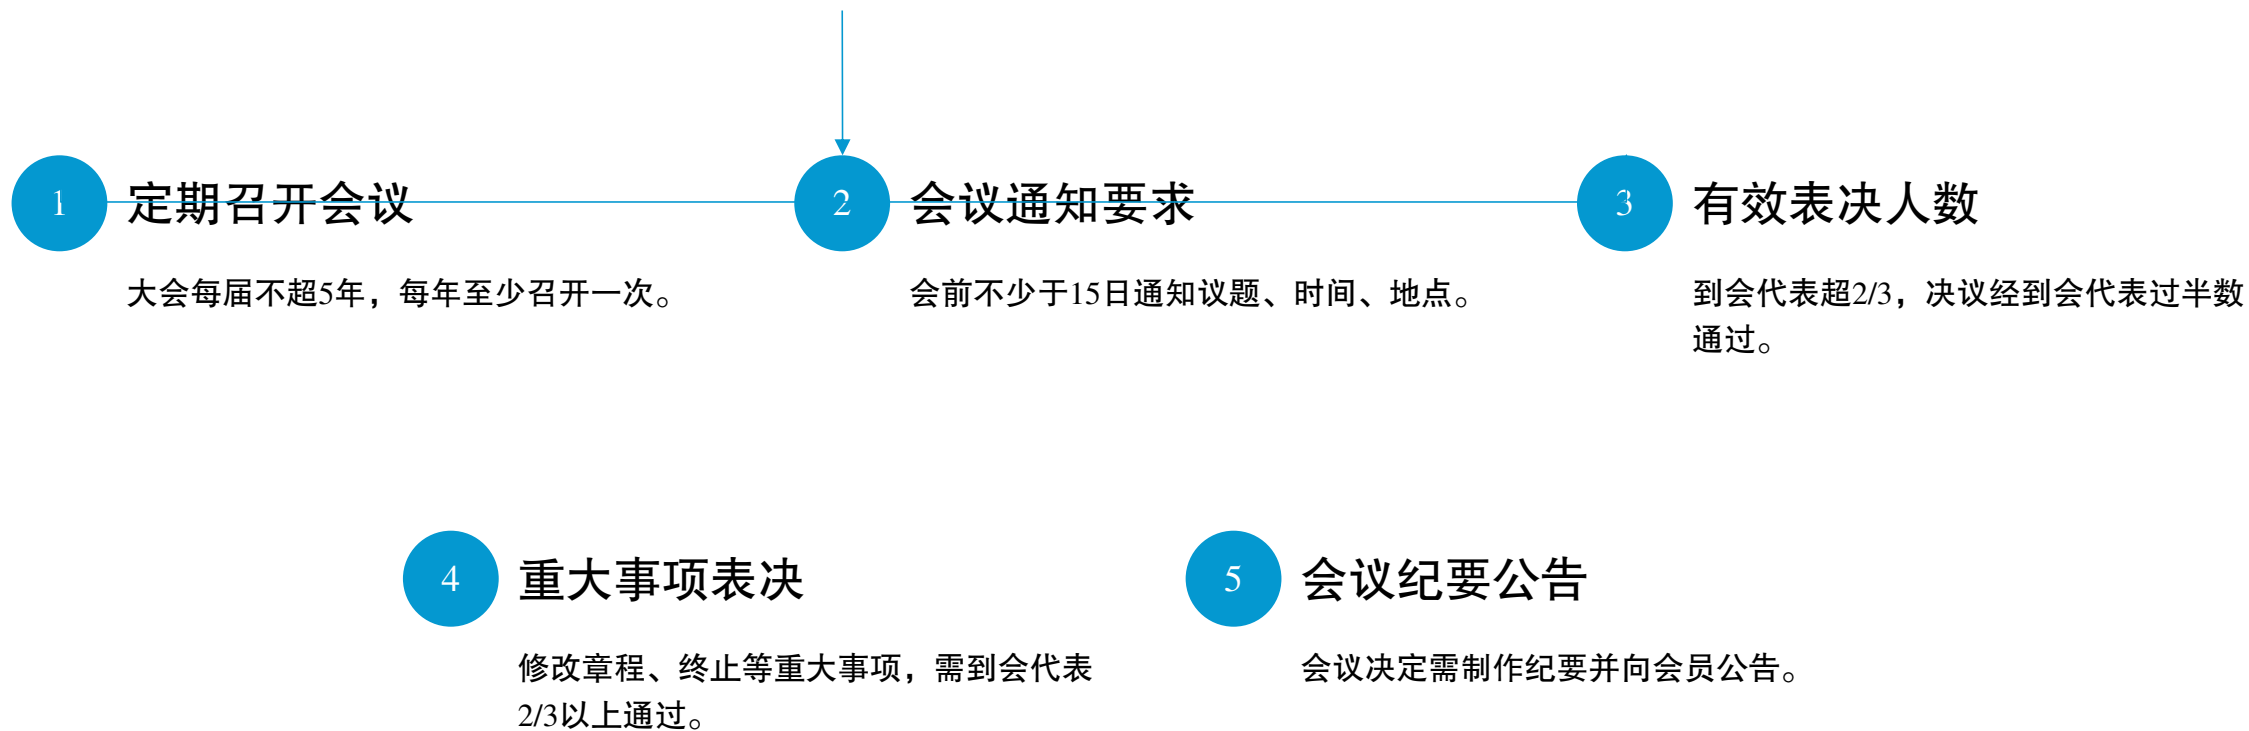 1
定期召开会议
大会每届不超5年，每年至少召开一次。
2
会议通知要求
会前不少于15日通知议题、时间、地点。
3
有效表决人数
到会代表超2/3，决议经到会代表过半数
通过。
4
重大事项表决
修改章程、终止等重大事项，需到会代表
2/3以上通过。
5
会议纪要公告
会议决定需制作纪要并向会员公告。